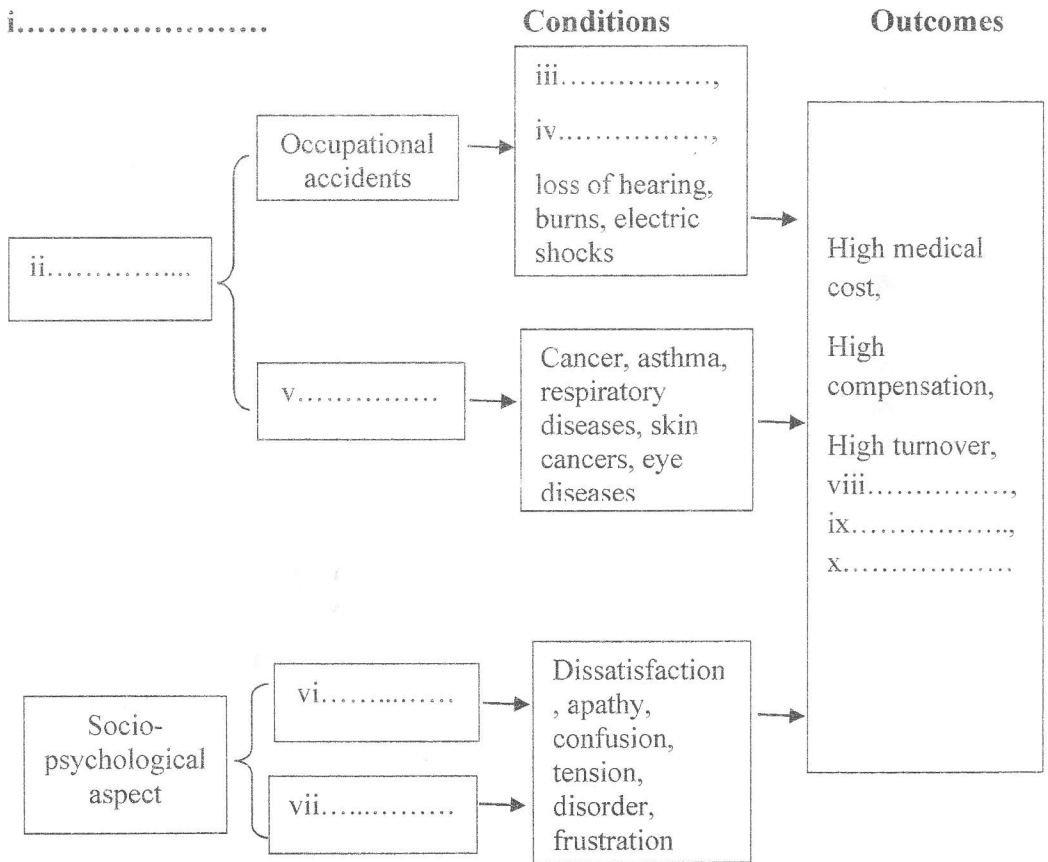 i...........................
Conditions
Outcomes
Occupational
accidents
iii................,
iv................,
loss of hearing,
burns, electric
shocks
ii................
v...............
Cancer, asthma,
respiratory
diseases, skin
cancers, eye
diseases
High medical
cost,
High
compensation,
High turnover,
viii...............,
ix.................,
x..................
Socio-
psychological
aspect
vi...............
vii...............
Dissatisfaction
, apathy,
confusion,
tension,
disorder,
frustration